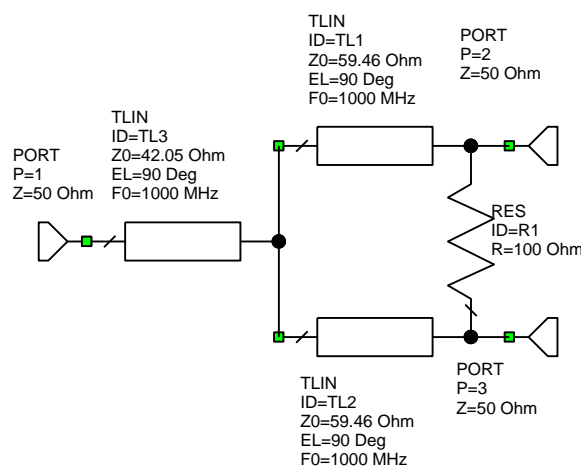 TLIN
ID=TL1
Z0=59.46 Ohm
EL=90 Deg
F0=1000 MHz
PORT
P=2
Z=50 Ohm
TLIN
ID=TL3
Z0=42.05 Ohm
EL=90 Deg
F0=1000 MHz
PORT
P=1
Z=50 Ohm
RES
ID=R1
R=100 Ohm
TLIN
ID=TL2
Z0=59.46 Ohm
EL=90 Deg
F0=1000 MHz
PORT
P=3
Z=50 Ohm